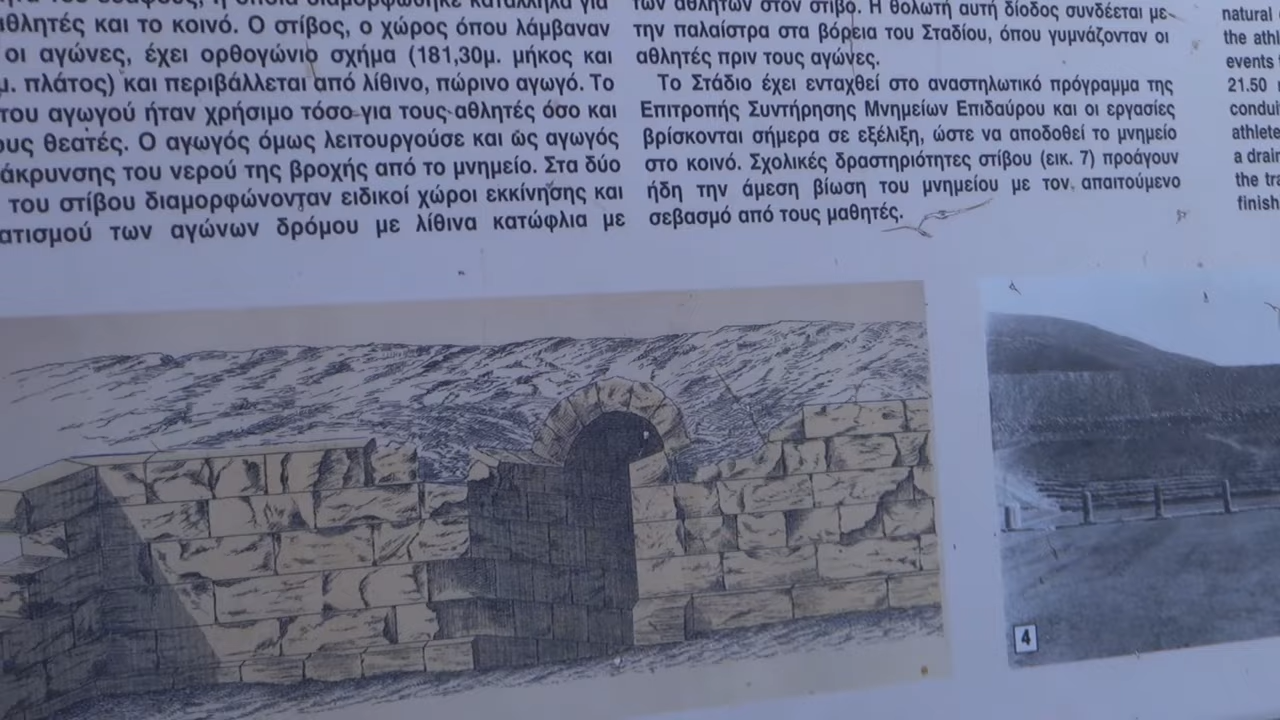 διαμορφώθηκε κατάλληλα για
αθλητές και το κοινό. Ο στίβος, ο χώρος όπου λάμβαναν
οι αγώνες, έχει ορθογώνιο σχήμα (181,30μ. μήκος και
μ. πλάτος) και περιβάλλεται από λίθινο, πώρινο αγωγό. Το
του αγωγού ήταν χρήσιμο τόσο για τους αθλητές όσο και
ους θεατές. Ο αγωγός όμως λειτουργούσε και ως αγωγός
άκρυνσης του νερού της βροχής από το μνημείο. Στα δύο
του στίβου διαμορφώνονταν ειδικοί χώροι εκκίνησης και
ατισμού των αγώνων δρόμου με λίθινα κατώφλια με
των αθλητών στον στίβο. Η θολωτή αυτή δίοδος συνδέεται με
την παλαίστρα στα βόρεια του Σταδίου, όπου γυμνάζονταν οι
αθλητές πριν τους αγώνες.
Το Στάδιο έχει ενταχθεί στο αναστηλωτικό πρόγραμμα της
Επιτροπής Συντήρησης Μνημείων Επιδαύρου και οι εργασίες
βρίσκονται σήμερα σε εξέλιξη, ώστε να αποδοθεί το μνημείο
στο κοινό. Σχολικές δραστηριότητες στίβου (εικ. 7) προάγουν
ήδη την άμεση βίωση του μνημείου με τον απαιτούμενο
σεβασμό από τους μαθητές.
natural
the athl
events
21.50
condui
athlete
a drain
the tra
finish
4